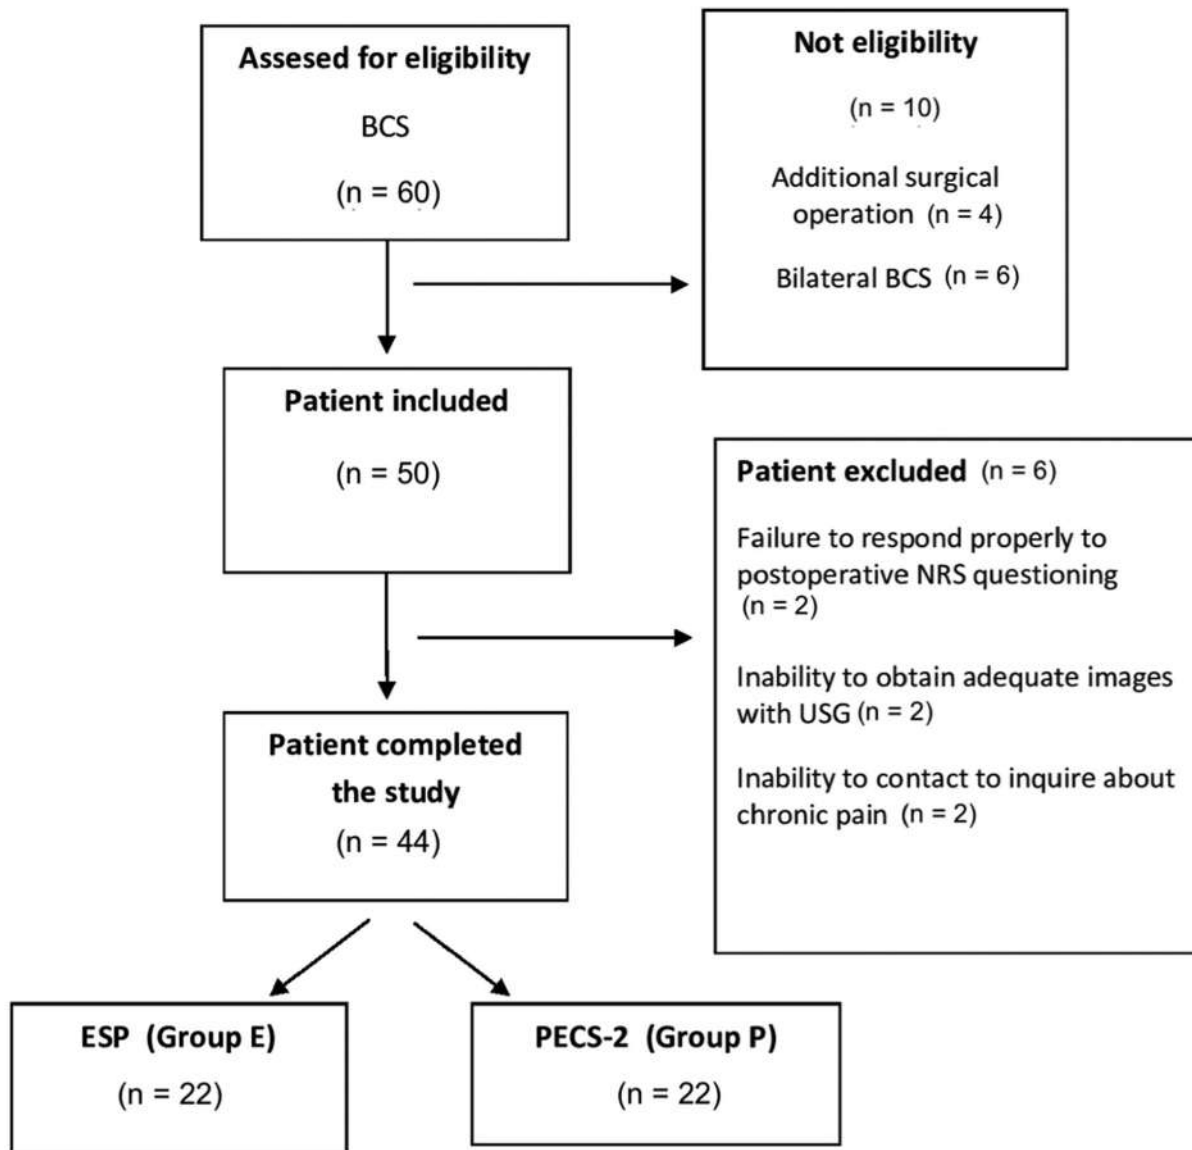 Assesed for eligibility
BCS
(n = 60)
Not eligibility
(n = 10)
Additional surgical
operation (n = 4)
Bilateral BCS (n = 6)
Patient included
(n = 50)
Patient excluded (n = 6)
Failure to respond properly to
postoperative NRS questioning
(n = 2)
Inability to obtain adequate images
with USG (n = 2)
Inability to contact to inquire about
chronic pain (n = 2)
Patient completed
the study
(n = 44)
ESP (Group E)
(n = 22)
PECS-2 (Group P)
(n = 22)